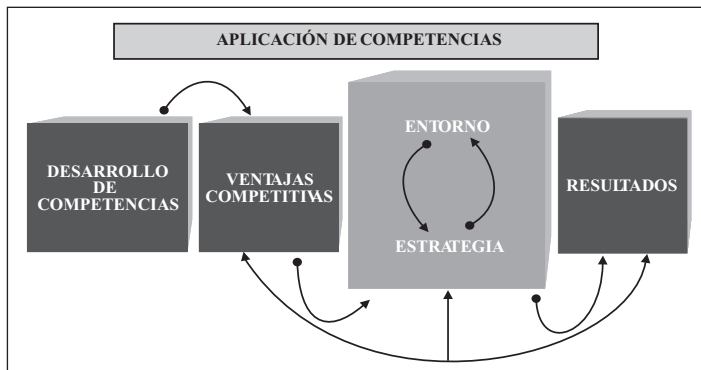 APLICACIÓN DE COMPETENCIAS
DESARROLLO
DE
COMPETENCIAS
VENTAJAS
COMPETITIVAS
ENTORNO
ESTRATEGIA
RESULTADOS